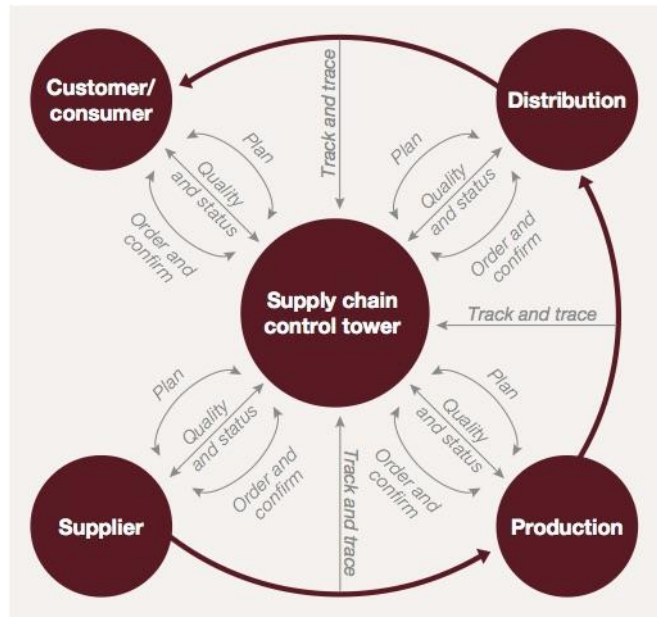 Customer/
consumer
Distribution
Track and trace
Plan
Quality
and status
Order and
confirm
Plan
Quality
and status
Order and
confirm
Supply chain
control tower
Track and trace
Plan
Quality
and status
Order and
confirm
Plan
Quality
and status
Order and
confirm
Track and trace
Supplier
Production